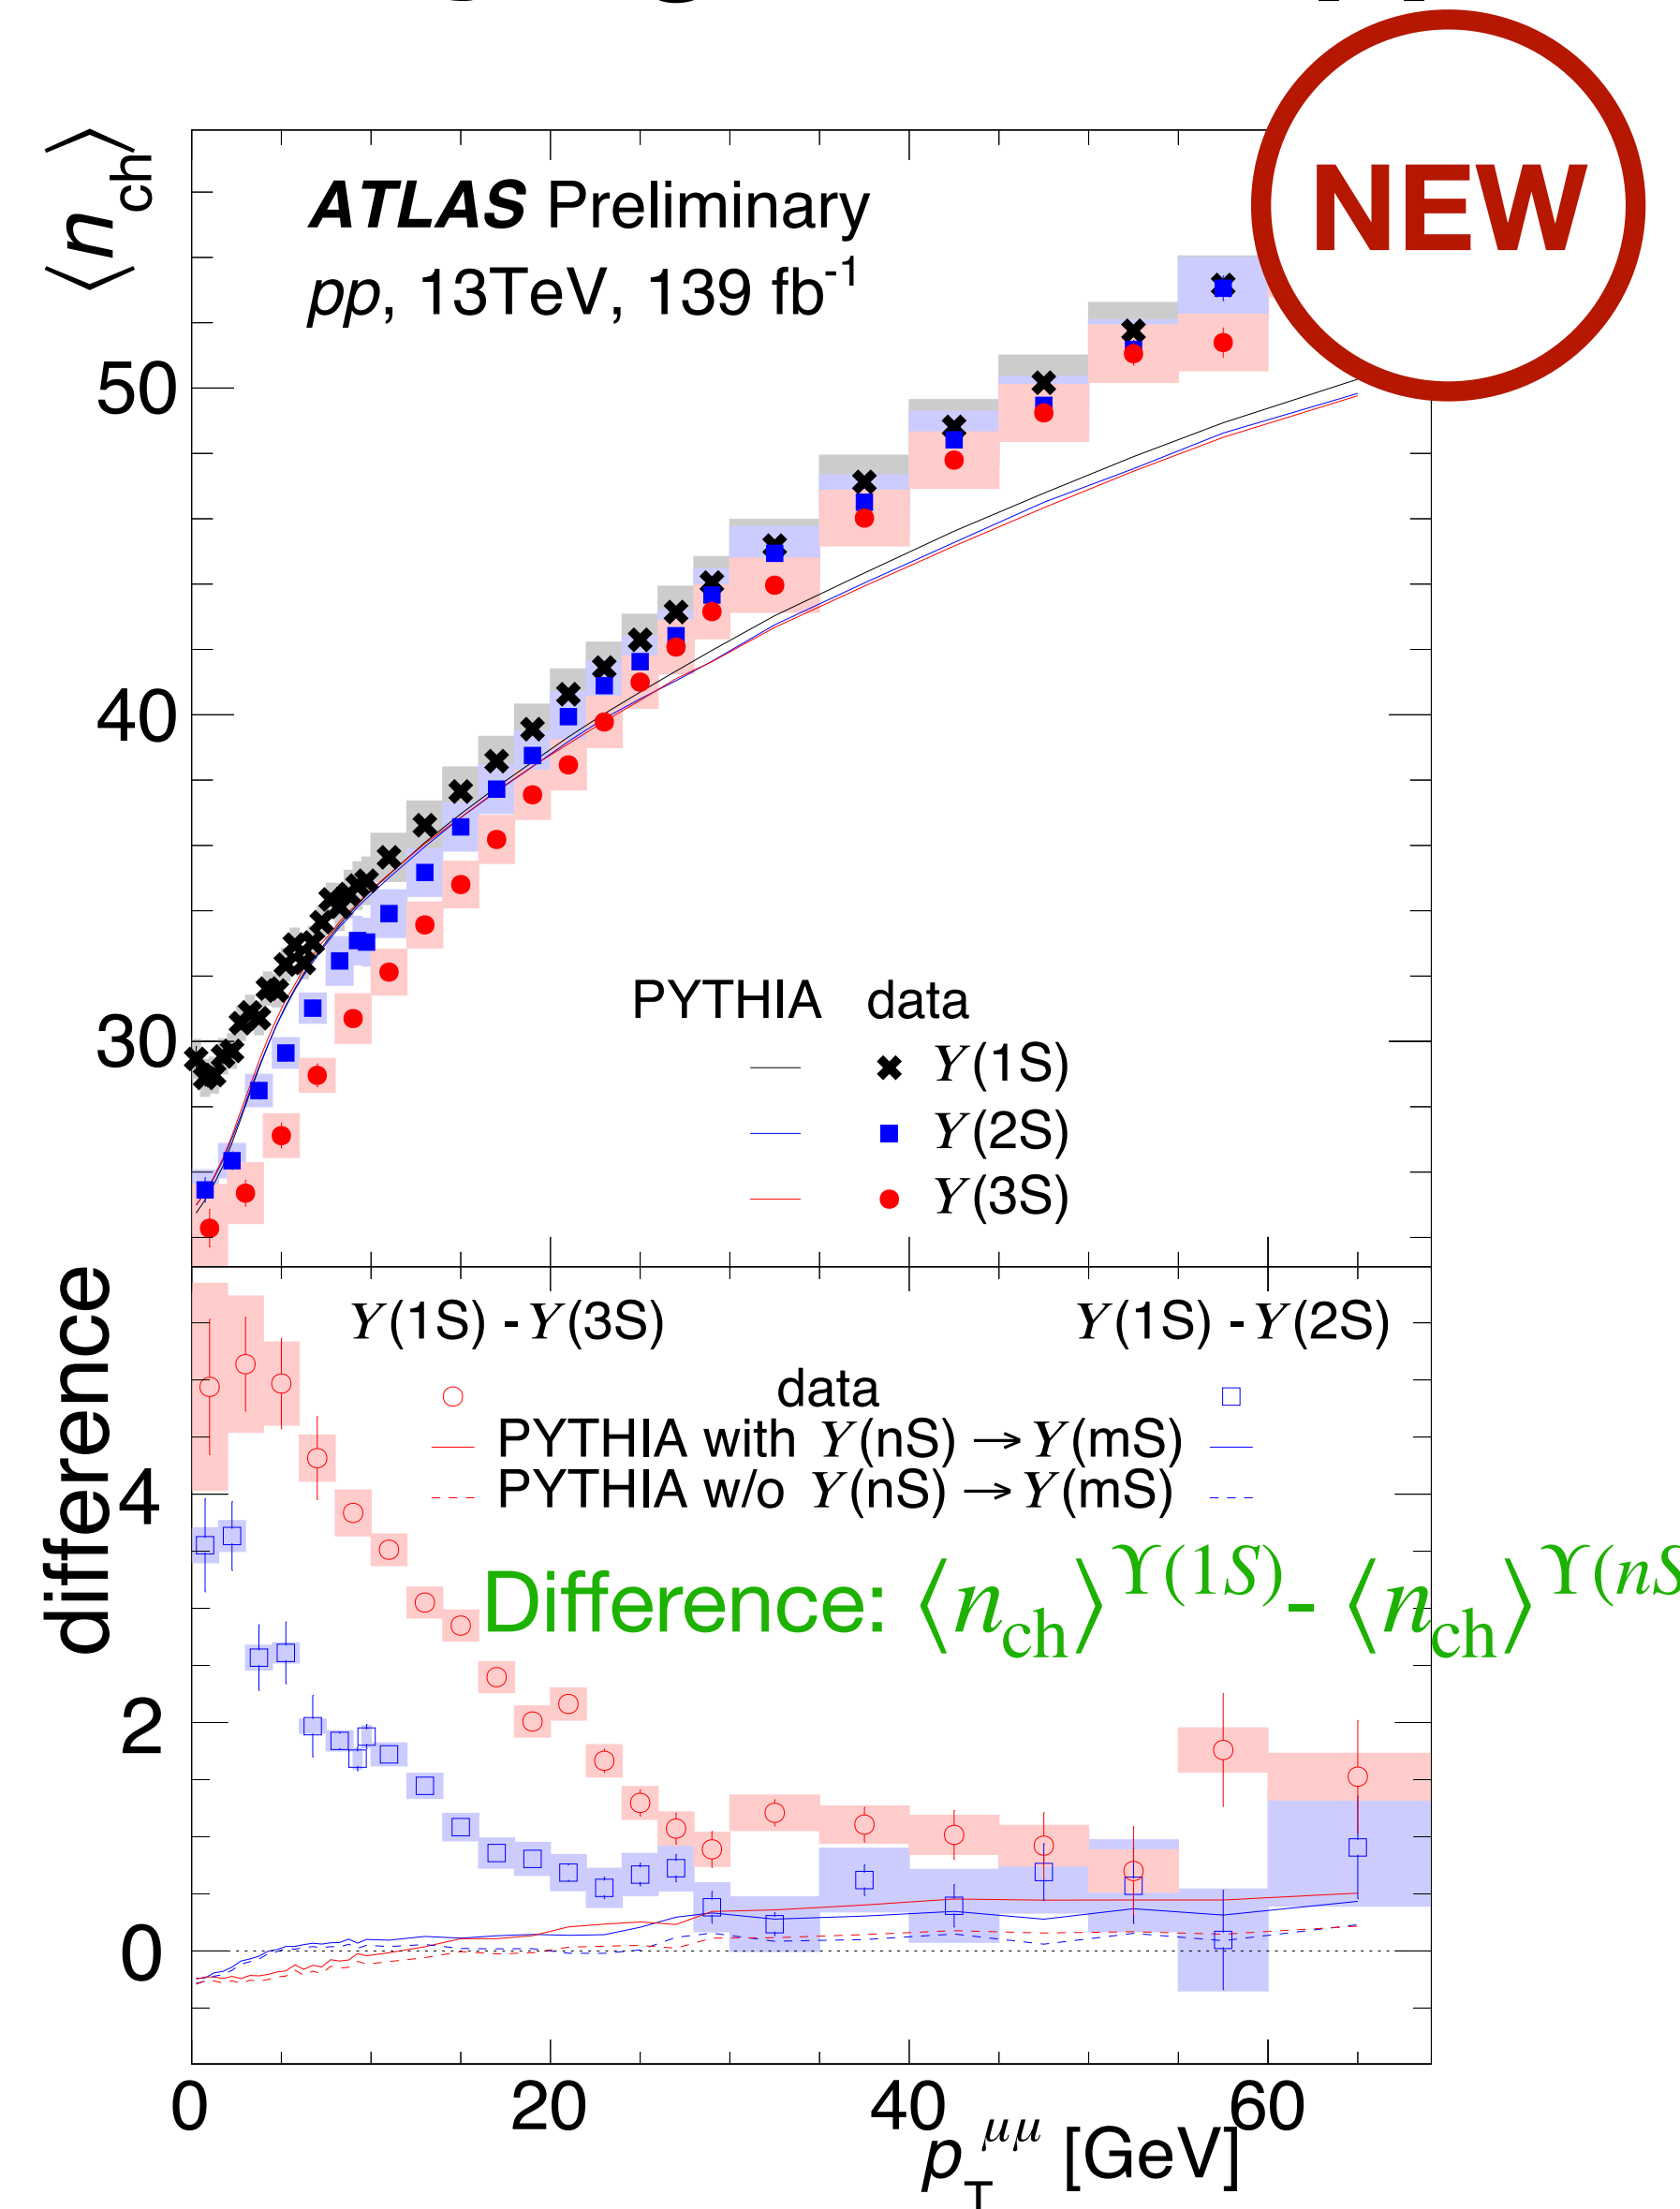 NEW
⟨n_ch⟩
ATLAS Preliminary
pp, 13TeV, 139 fb⁻¹
50
40
30
PYTHIA data
Υ(1S)
Υ(2S)
Υ(3S)
difference
Υ(1S) - Υ(3S) Υ(1S) - Υ(2S)
data
PYTHIA with Υ(nS) → Υ(mS)
PYTHIA w/o Υ(nS) → Υ(mS)
4
Difference: ⟨n_ch⟩^Υ(1S) - ⟨n_ch⟩^Υ(nS
2
0
0 20 40 60
p_T^μμ [GeV]